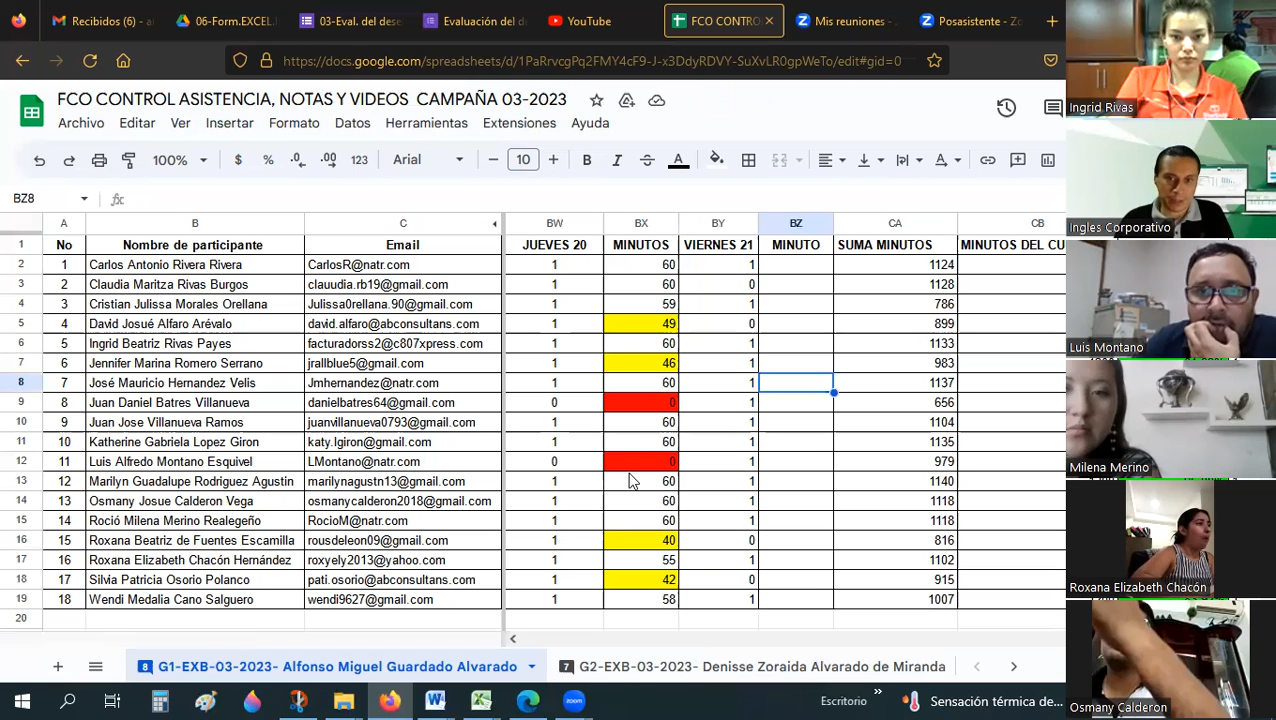 Recibidos (6) -
06-Form.EXCEL.
03-Eval. del dese
Evaluación del d
YouTube
FCO CONTRO
Mis reuniones -
Posasistente - Zo
https://docs.google.com/spreadsheets/d/1PaRrvcgPq2FMY4cF9-J-x3DdyRDVY-SuXvLR0gpWeTo/edit#gid=0
FCO CONTROL ASISTENCIA, NOTAS Y VIDEOS CAMPAÑA 03-2023
Archivo Editar Ver Insertar Formato Datos Herramientas Extensiones Ayuda
100% $ % .0 .00 123 Arial 10 B I A
BZ8 fx
A B C BW BX BY BZ CA CB
1 No Nombre de participante Email JUEVES 20 MINUTOS VIERNES 21 MINUTO SUMA MINUTOS MINUTOS DEL CU
2 1 Carlos Antonio Rivera Rivera CarlosR@natr.com 1 60 1 1124
3 2 Claudia Maritza Rivas Burgos clauudia.rb19@gmail.com 1 60 0 1128
4 3 Cristian Julissa Morales Orellana Julissa0rellana.90@gmail.com 1 59 1 786
5 4 David Josué Alfaro Arévalo david.alfaro@abconsultans.com 1 49 0 899
6 5 Ingrid Beatriz Rivas Payes facturadorss2@c807xpress.com 1 60 1 1133
7 6 Jennifer Marina Romero Serrano jrallblue5@gmail.com 1 46 1 983
8 7 José Mauricio Hernandez Velis Jmhernandez@natr.com 1 60 1 1137
9 8 Juan Daniel Batres Villanueva danielbatres64@gmail.com 0 0 1 656
10 9 Juan Jose Villanueva Ramos juanvillanueva0793@gmail.com 1 60 1 1104
11 10 Katherine Gabriela Lopez Giron katy.lgiron@gmail.com 1 60 1 1135
12 11 Luis Alfredo Montano Esquivel LMontano@natr.com 0 0 1 979
13 12 Marilyn Guadalupe Rodriguez Agustin marilynagustn13@gmail.com 1 60 1 1140
14 13 Osmany Josue Calderon Vega osmanycalderon2018@gmail.com 1 60 1 1118
15 14 Roció Milena Merino Realegeño RocioM@natr.com 1 60 1 1118
16 15 Roxana Beatriz de Fuentes Escamilla rousdeleon09@gmail.com 1 40 0 816
17 16 Roxana Elizabeth Chacón Hernández roxyely2013@yahoo.com 1 55 1 1102
18 17 Silvia Patricia Osorio Polanco pati.osorio@abconsultans.com 1 42 0 915
19 18 Wendi Medalia Cano Salguero wendi9627@gmail.com 1 58 1 1007
20
8 G1-EXB-03-2023- Alfonso Miguel Guardado Alvarado
7 G2-EXB-03-2023- Denisse Zoraida Alvarado de Miranda
zoom
Escritorio
Sensación térmica de
Ingrid Rivas
Ingles Corporativo
Luis Montano
Milena Merino
Roxana Elizabeth Chacón
Osmany Calderon